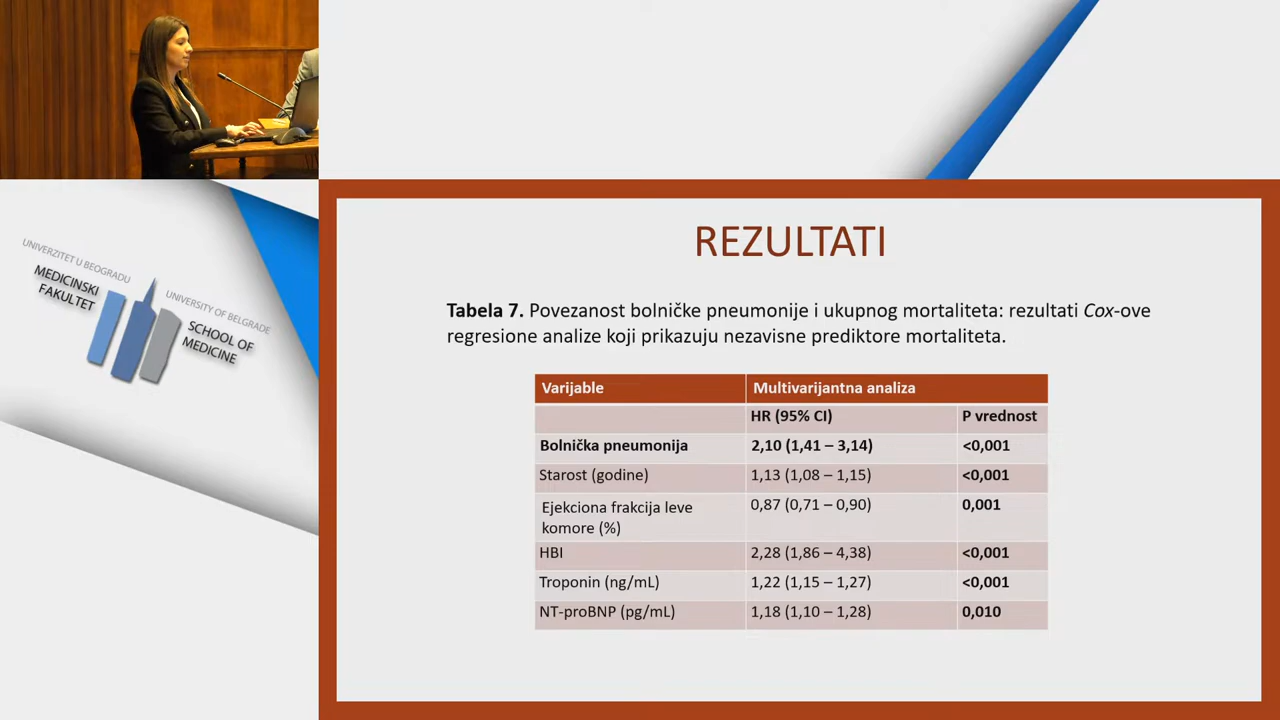 UNIVERZITET U BEOGRADU
MEDICINSKI
FAKULTET
UNIVERSITY OF BELGRADE
SCHOOL OF
MEDICINE
REZULTATI
Tabela 7. Povezanost bolničke pneumonije i ukupnog mortaliteta: rezultati Cox-ove
regresione analize koji prikazuju nezavisne prediktore mortaliteta.
Varijable Multivarijantna analiza
HR (95% CI) P vrednost
Bolnička pneumonija 2,10 (1,41 – 3,14) <0,001
Starost (godine) 1,13 (1,08 – 1,15) <0,001
Ejekciona frakcija leve
komore (%) 0,87 (0,71 – 0,90) 0,001
HBI 2,28 (1,86 – 4,38) <0,001
Troponin (ng/mL) 1,22 (1,15 – 1,27) <0,001
NT-proBNP (pg/mL) 1,18 (1,10 – 1,28) 0,010